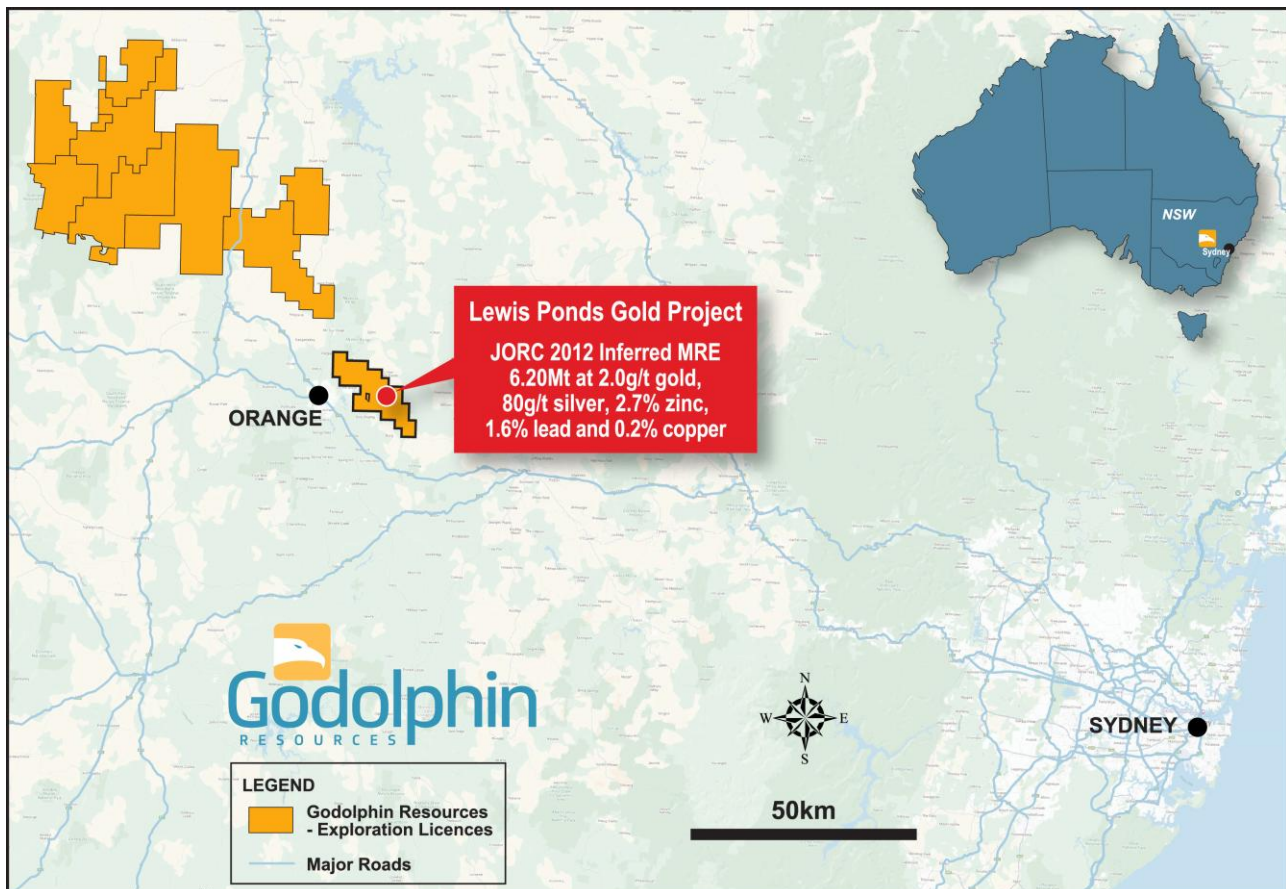 NSW
Sydney
Lewis Ponds Gold Project
JORC 2012 Inferred MRE
6.20Mt at 2.0g/t gold,
80g/t silver, 2.7% zinc,
1.6% lead and 0.2% copper
ORANGE
Godolphin
RESOURCES
N
W E
S
SYDNEY
LEGEND
Godolphin Resources
- Exploration Licences
Major Roads
50km